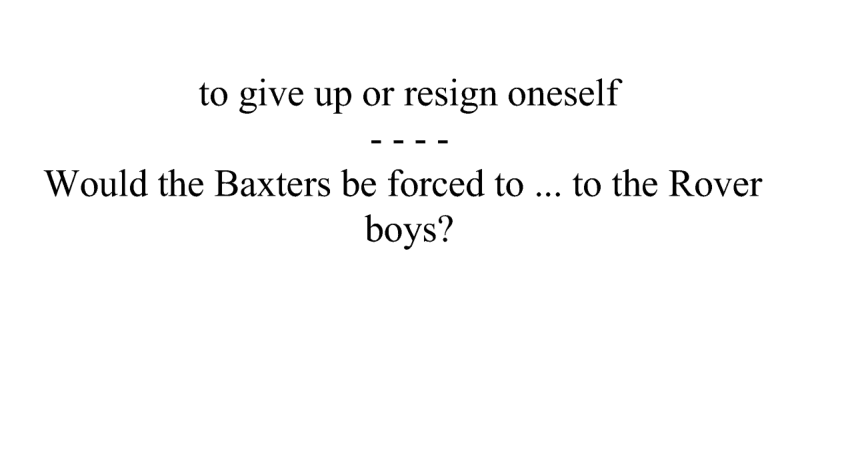 to give up or resign oneself
- - - -
Would the Baxters be forced to ... to the Rover
boys?